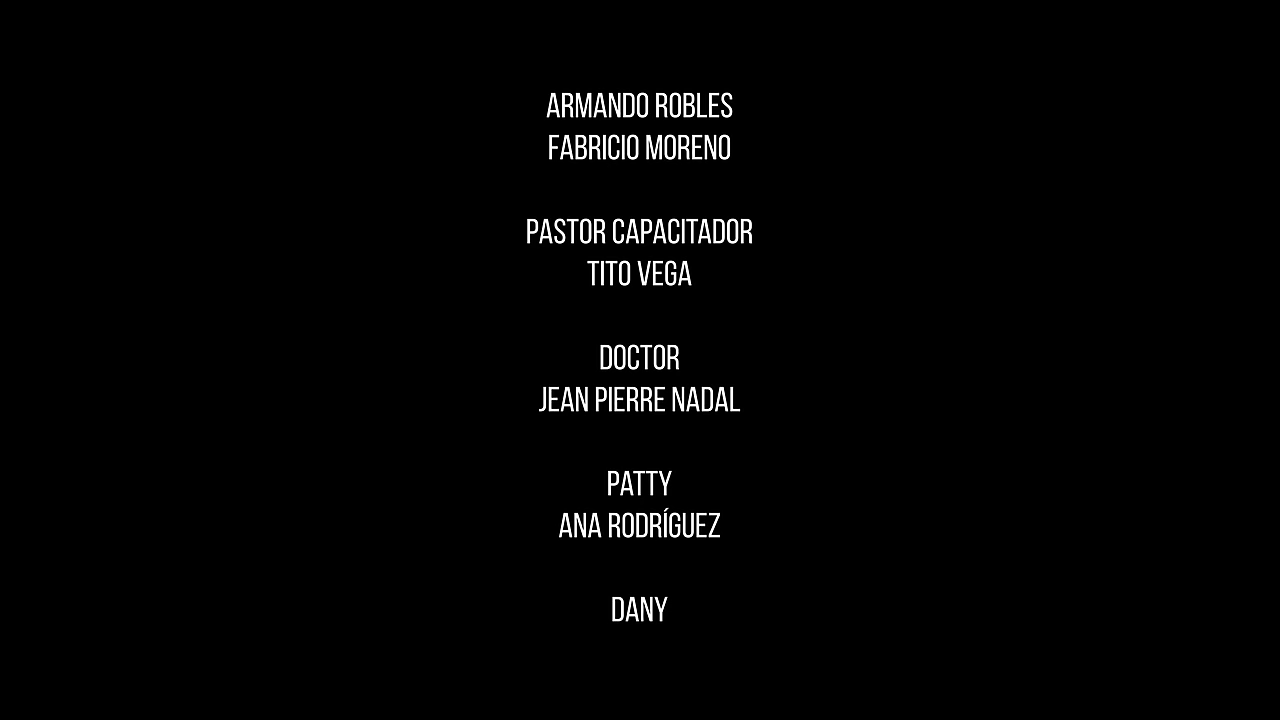 ARMANDO ROBLES
FABRICIO MORENO
PASTOR CAPACITADOR
TITO VEGA
DOCTOR
JEAN PIERRE NADAL
PATTY
ANA RODRÍGUEZ
DANY